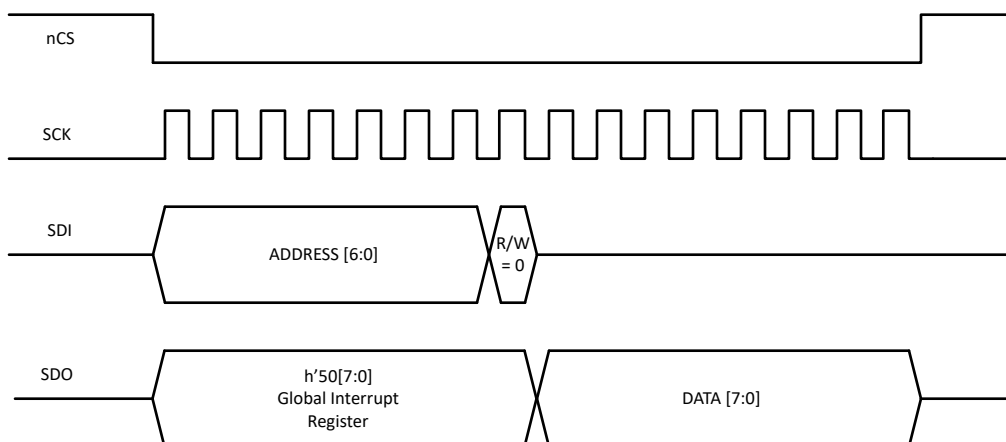 nCS
SCK
SDI
ADDRESS [6:0]
R/W
= 0
SDO
h’50[7:0]
Global Interrupt
Register
DATA [7:0]